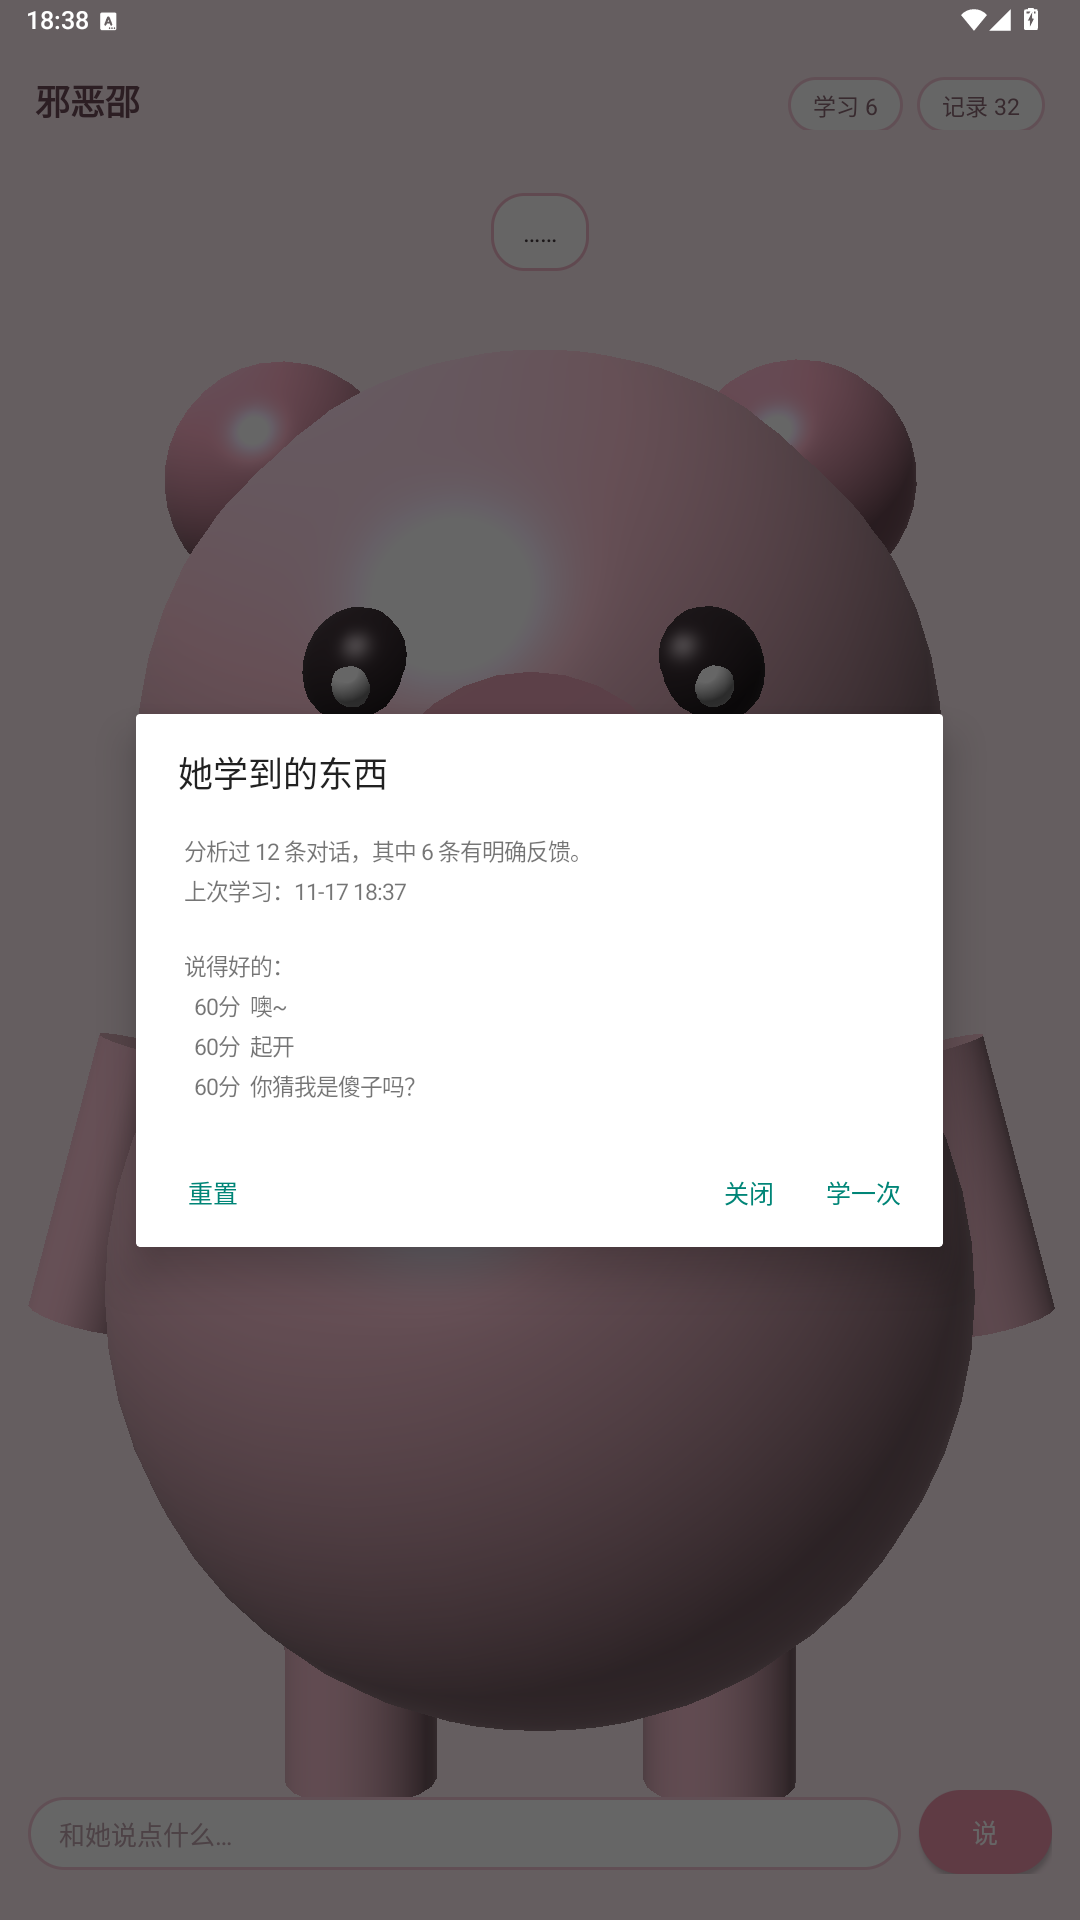 18:38
邪恶邵
学习 6
记录 32
……
她学到的东西
分析过 12 条对话，其中 6 条有明确反馈。
上次学习：11-17 18:37
说得好的：
60分 噢~
60分 起开
60分 你猜我是傻子吗？
重置
关闭
学一次
和她说点什么…
说